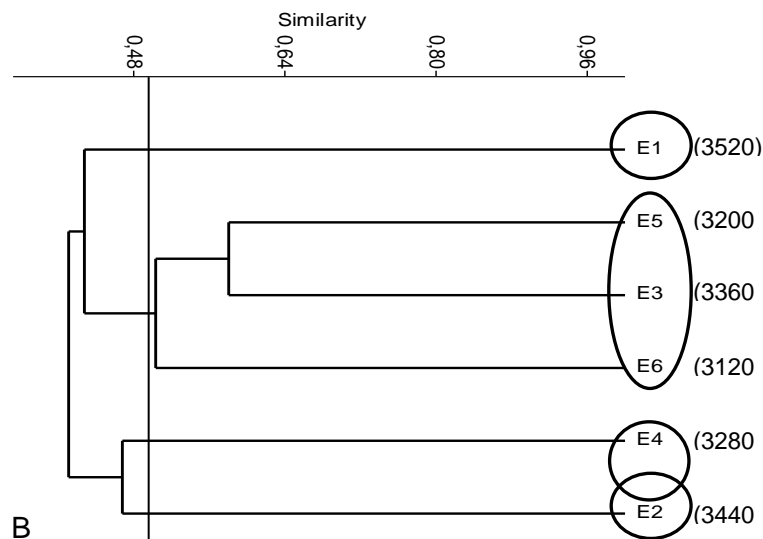 Similarity
0,48 0,64 0,80 0,96
E1 (3520)
E5 (3200
E3 (3360
E6 (3120
E4 (3280
E2 (3440
B